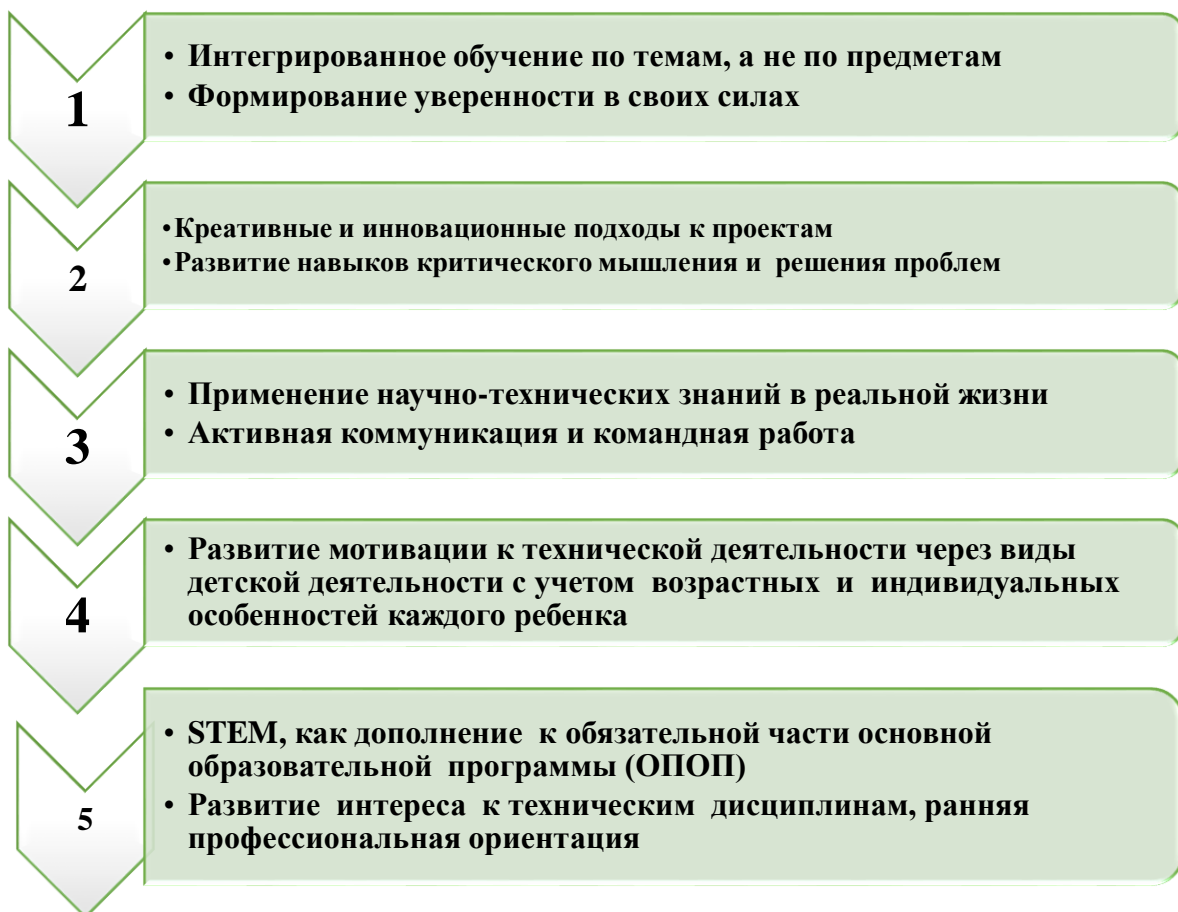 1
• Интегрированное обучение по темам, а не по предметам
• Формирование уверенности в своих силах
2
•Креативные и инновационные подходы к проектам
•Развитие навыков критического мышления и решения проблем
3
• Применение научно-технических знаний в реальной жизни
• Активная коммуникация и командная работа
4
• Развитие мотивации к технической деятельности через виды
детской деятельности с учетом возрастных и индивидуальных
особенностей каждого ребенка
5
• STEM, как дополнение к обязательной части основной
образовательной программы (ОПОП)
• Развитие интереса к техническим дисциплинам, ранняя
профессиональная ориентация